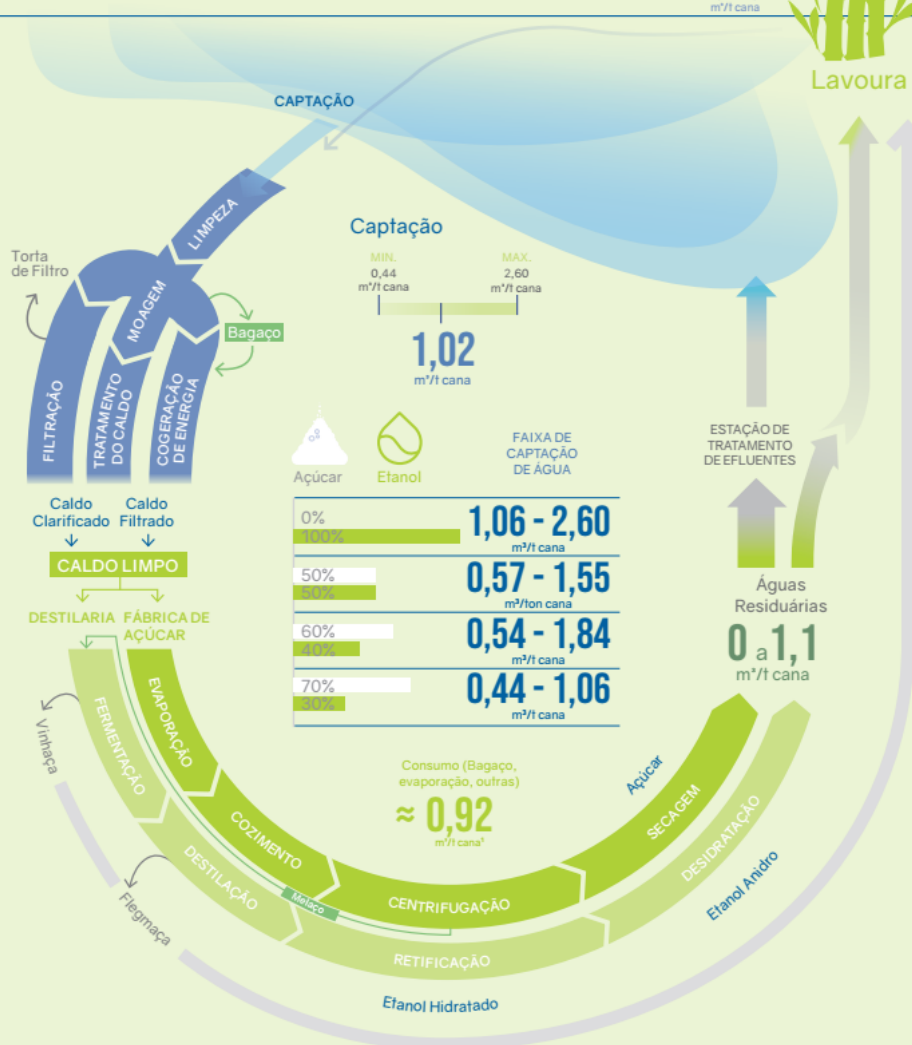 m³/t cana
Lavoura
CAPTAÇÃO
LIMPEZA
Captação
MIN.
0,44
m³/t cana
MAX.
2,60
m³/t cana
1,02
m³/t cana
Torta
de Filtro
MOAGEM
Bagaço
FILTRAÇÃO
TRATAMENTO
DO CALDO
COGERAÇÃO
DE ENERGIA
Açúcar
Etanol
FAIXA DE
CAPTAÇÃO
DE ÁGUA
0%
100%
1,06 - 2,60
m³/t cana
50%
50%
0,57 - 1,55
m³/ton cana
60%
40%
0,54 - 1,84
m³/t cana
70%
30%
0,44 - 1,06
m³/t cana
ESTAÇÃO DE
TRATAMENTO
DE EFLUENTES
Águas
Residuárias
0 a 1,1
m³/t cana
Caldo
Clarificado
Caldo
Filtrado
CALDO LIMPO
DESTILARIA
FÁBRICA DE
AÇÚCAR
FERMENTAÇÃO
EVAPORAÇÃO
Vinhaça
Consumo (Bagaço,
evaporação, outras)
≈ 0,92
m³/t cana¹
COZIMENTO
DESTILAÇÃO
Flegmaça
Melaço
CENTRIFUGAÇÃO
RETIFICAÇÃO
Açúcar
SECAGEM
DESIDRATAÇÃO
Etanol Anidro
Etanol Hidratado